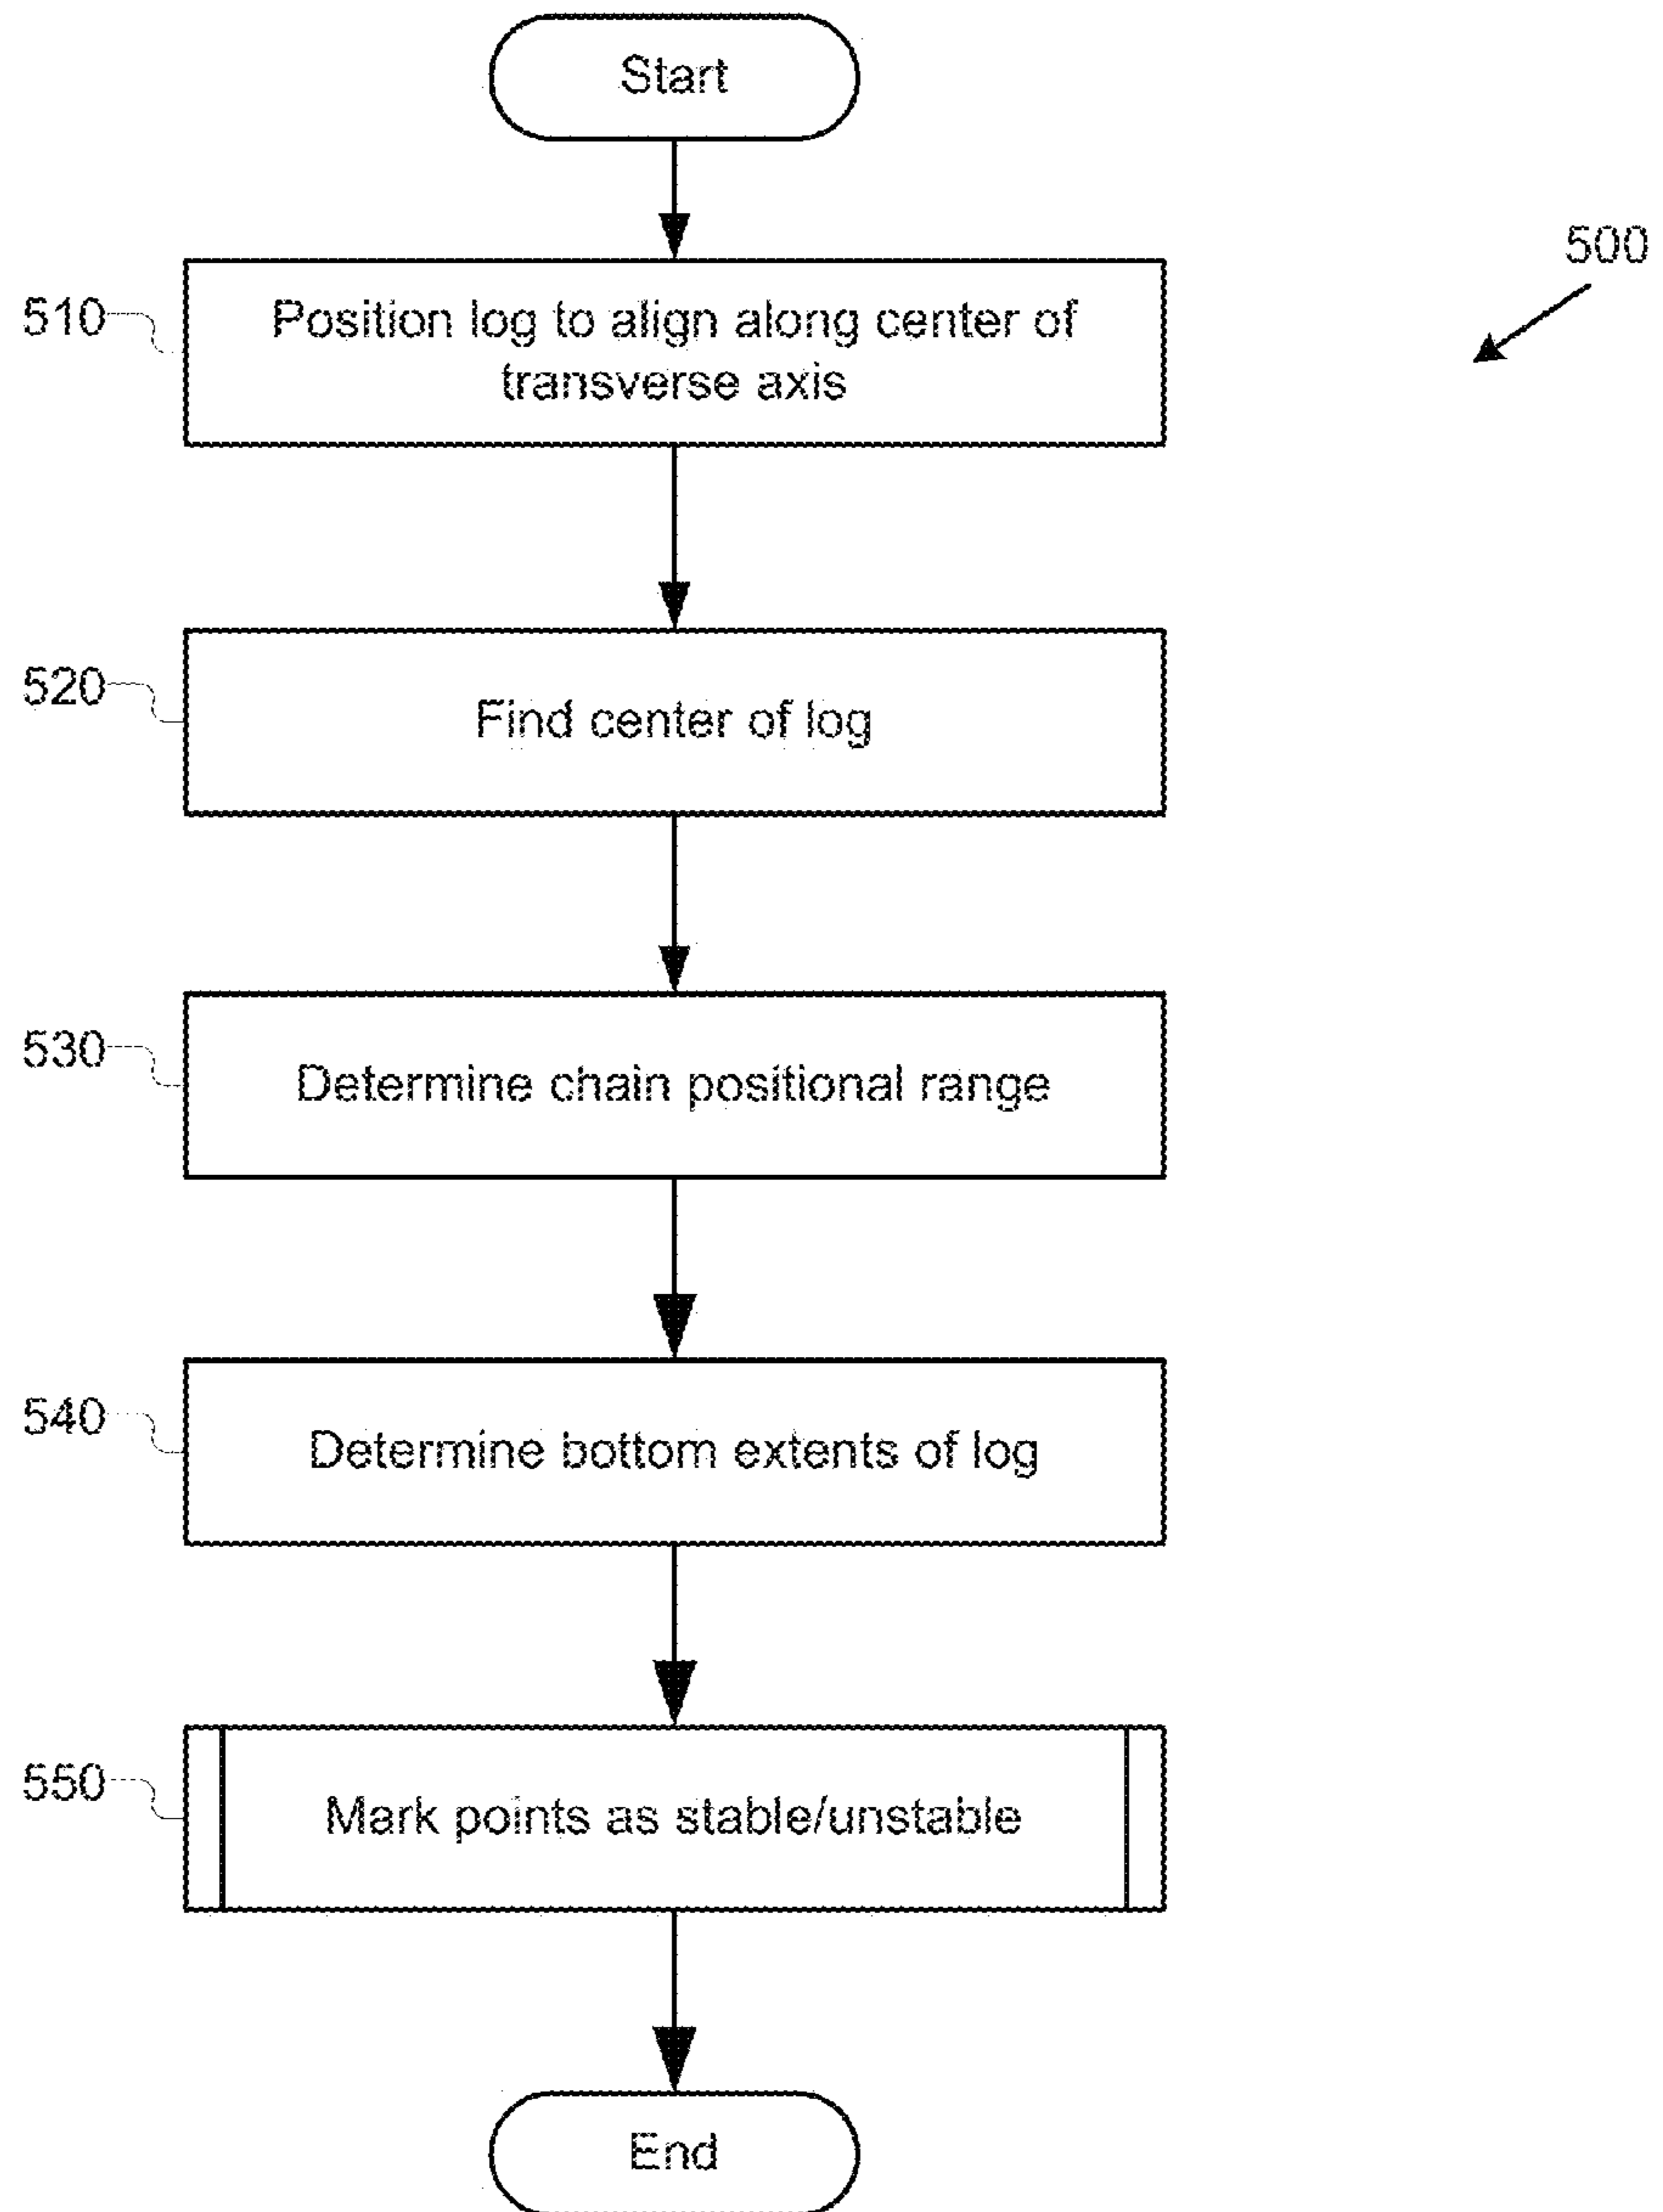 Start
500
510
Position log to align along center of
transverse axis
520
Find center of log
530
Determine chain positional range
540
Determine bottom extents of log
550
Mark points as stable/unstable
End